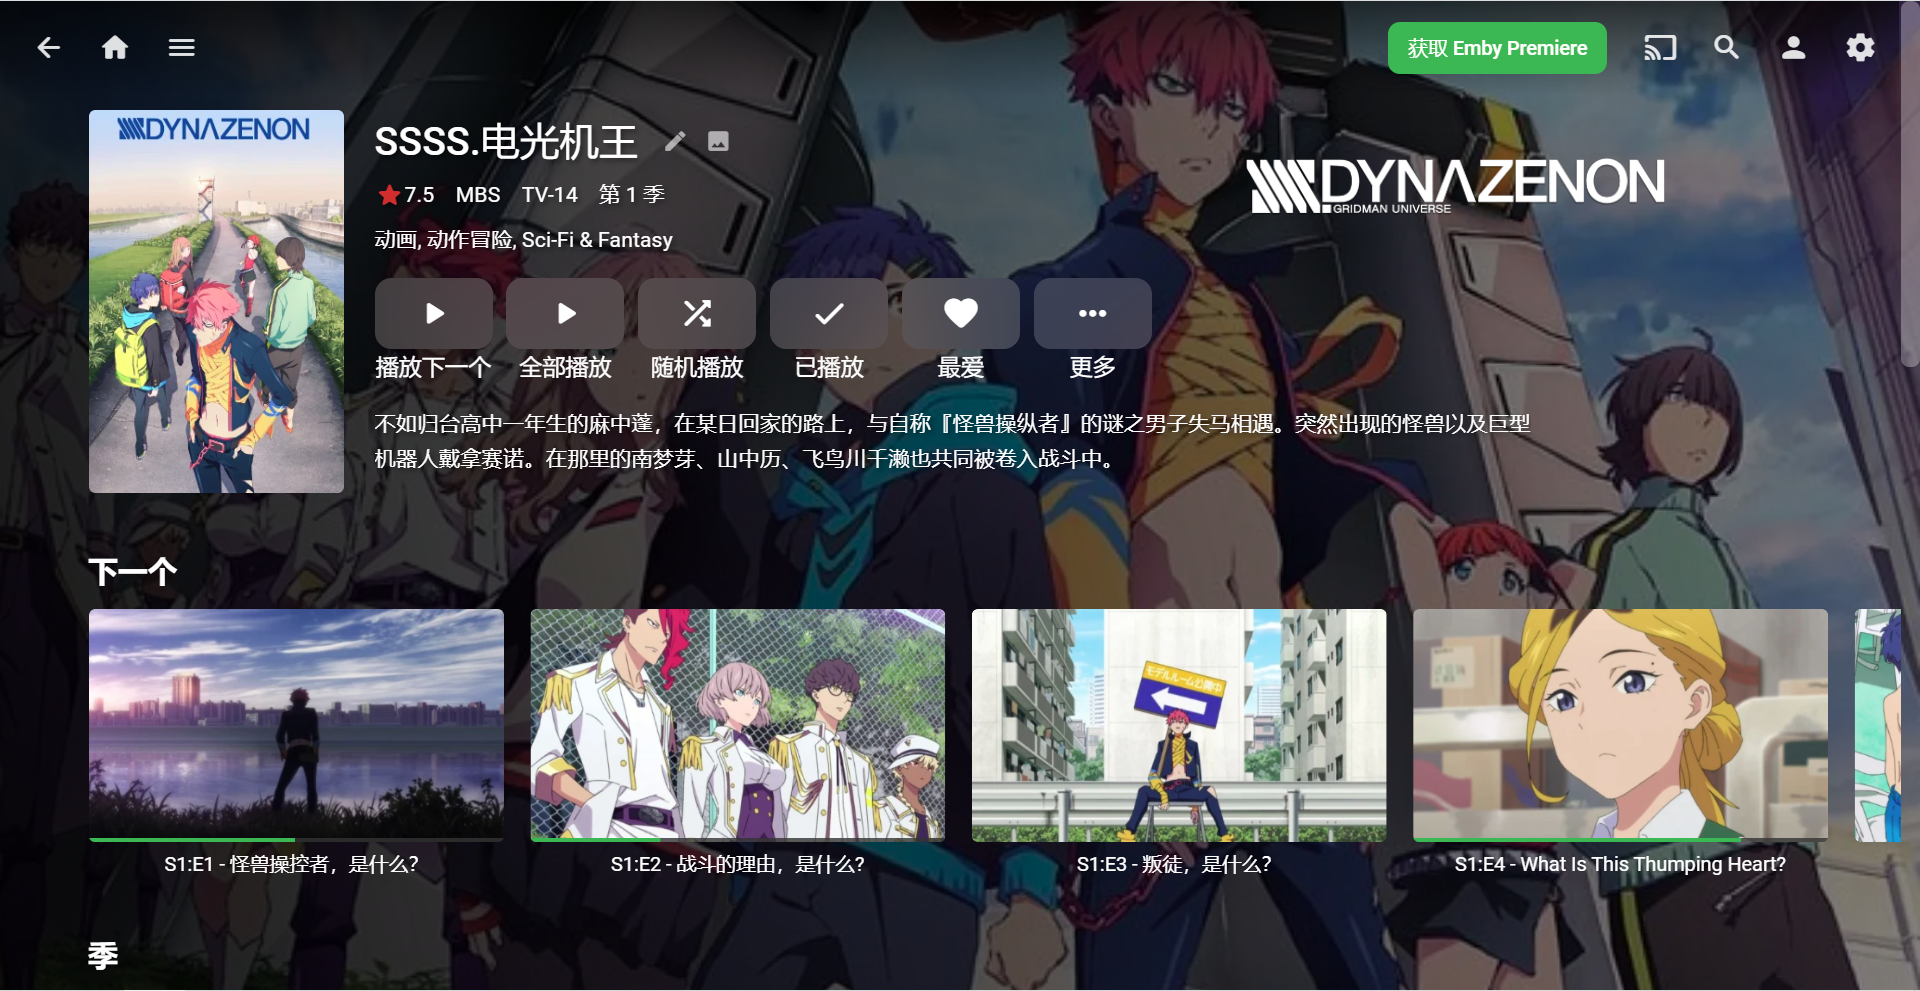 获取 Emby Premiere
DYNAZENON
SSSS.电光机王
7.5 MBS TV-14 第 1 季
动画, 动作冒险, Sci-Fi & Fantasy
DYNAZENON
GRIDMAN UNIVERSE
播放下一个 全部播放 随机播放 已播放 最爱 更多
不如归台高中一年生的麻中蓬，在某日回家的路上，与自称『怪兽操纵者』的谜之男子失马相遇。突然出现的怪兽以及巨型
机器人戴拿赛诺。在那里的南梦芽、山中历、飞鸟川千濑也共同被卷入战斗中。
下一个
モデルルーム公開中
S1:E1 - 怪兽操控者，是什么？
S1:E2 - 战斗的理由，是什么？
S1:E3 - 叛徒，是什么？
S1:E4 - What Is This Thumping Heart?
季